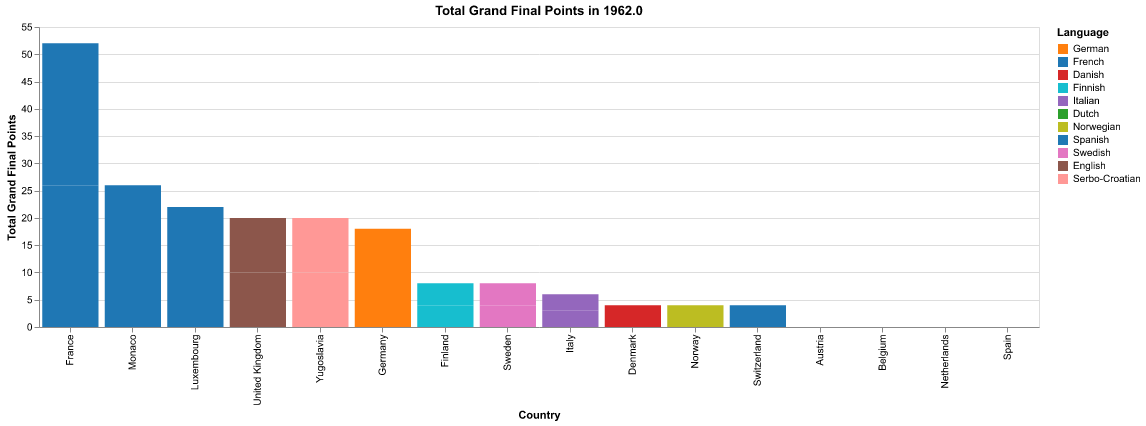 Total Grand Final Points in 1962.0
Total Grand Final Points
55
50
45
40
35
30
25
20
15
10
5
0
France
Monaco
Luxembourg
United Kingdom
Yugoslavia
Germany
Finland
Sweden
Italy
Denmark
Norway
Switzerland
Austria
Belgium
Netherlands
Spain
Country
Language
German
French
Danish
Finnish
Italian
Dutch
Norwegian
Spanish
Swedish
English
Serbo-Croatian